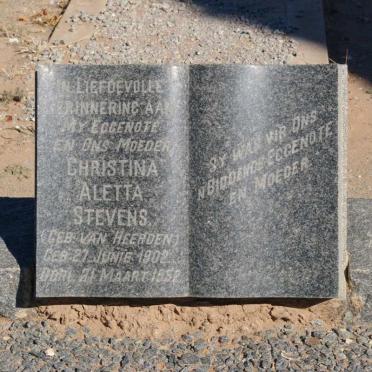 IN LIEFDEVOLLE
HERINNERING AAN
MY EGGENOTE
EN ONS MOEDER
CHRISTINA
ALETTA
STEVENS.
(GEB. VAN HEERDEN)
GEB. 27 JUNIE 1902
OORL. 21 MAART 1952
SY WAS VIR ONS
'N BIDDENDE EGGENOTE
EN MOEDER